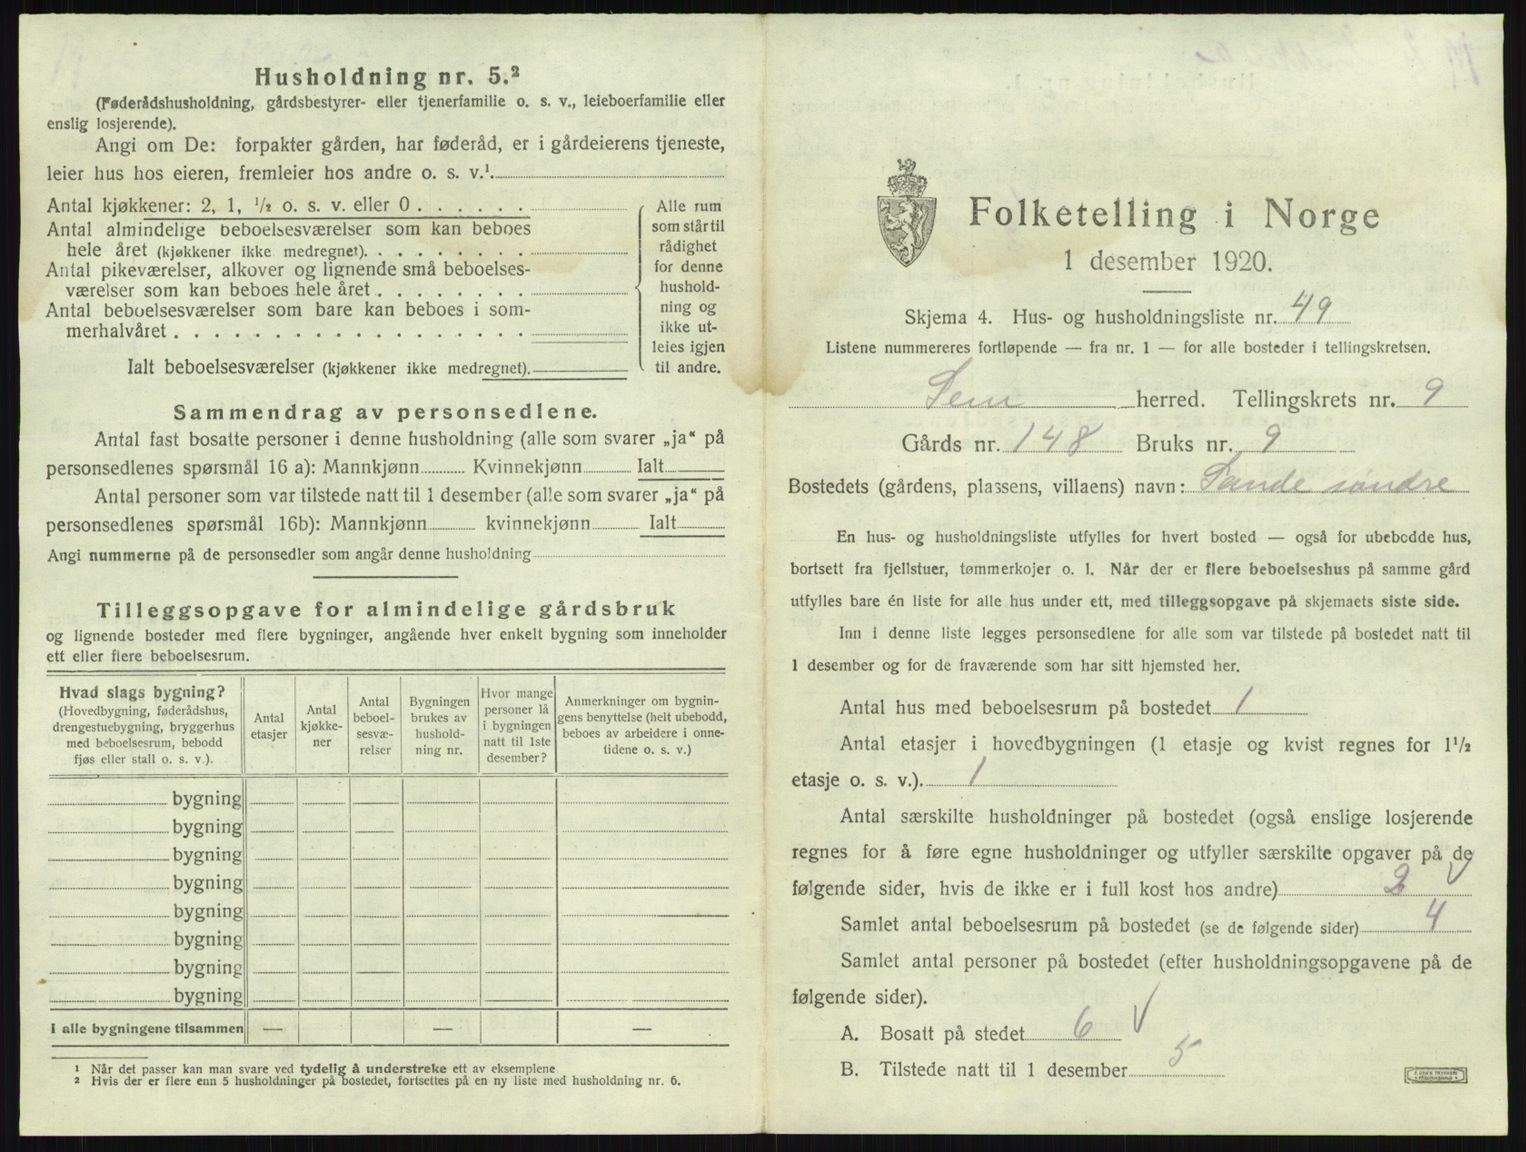 Husholdning nr. 5.²
(Føderådshusholdning, gårdsbestyrer- eller tjenerfamilie o. s. v., leieboerfamilie eller
enslig losjerende).
Angi om De: forpakter gården, har føderåd, er i gårdeierens tjeneste,
leier hus hos eieren, fremleier hos andre o. s. v.¹
Antal kjøkkener: 2, 1, ¹/₂ o. s. v. eller 0
Antal almindelige beboelsesværelser som kan beboes
hele året (kjøkkener ikke medregnet)
Antal pikeværelser, alkover og lignende små beboelses-
værelser som kan beboes hele året
Antal beboelsesværelser som bare kan beboes i som-
merhalvåret
Ialt beboelsesværelser (kjøkkener ikke medregnet)
Alle rum
som står til
rådighet
for denne
hushold-
ning og
ikke ut-
leies igjen
til andre.
Sammendrag av personsedlene.
Antal fast bosatte personer i denne husholdning (alle som svarer „ja“ på
personsedlenes spørsmål 16 a): Mannkjønn Kvinnekjønn Ialt
Antal personer som var tilstede natt til 1 desember (alle som svarer „ja“ på
personsedlenes spørsmål 16b): Mannkjønn kvinnekjønn Ialt
Angi nummerne på de personsedler som angår denne husholdning
Tilleggsopgave for almindelige gårdsbruk
og lignende bosteder med flere bygninger, angående hver enkelt bygning som inneholder
ett eller flere beboelsesrum.
Hvad slags bygning?
(Hovedbygning, føderådshus,
drengestuebygning, bryggerhus
med beboelsesrum, bebodd
fjøs eller stall o. s. v.).
Antal
etasjer
Antal
kjøkke-
ner
Antal
beboel-
sesvæ-
relser
Bygningen
brukes av
hushold-
ning nr.
Hvor mange
personer lå
i bygningen
natt til 1ste
desember?
Anmerkninger om bygnin-
gens benyttelse (helt ubebodd,
beboes av arbeidere i onne-
tidene o. s. v.)
bygning
bygning
bygning
bygning
bygning
bygning
bygning
bygning
I alle bygningene tilsammen — — —
¹ Når det passer kan man svare ved tydelig å understreke ett av eksemplene
² Hvis der er flere enn 5 husholdninger på bostedet, fortsettes på en ny liste med husholdning nr. 6.
Folketelling i Norge
1 desember 1920.
Skjema 4. Hus- og husholdningsliste nr. 49
Listene nummereres fortløpende — fra nr. 1 — for alle bosteder i tellingskretsen.
Sem herred. Tellingskrets nr. 9
Gårds nr. 148 Bruks nr. 9
Bostedets (gårdens, plassens, villaens) navn: Sande søndre
En hus- og husholdningsliste utfylles for hvert bosted — også for ubebodde hus,
bortsett fra fjellstuer, tømmerkojer o. l. Når der er flere beboelseshus på samme gård
utfylles bare én liste for alle hus under ett, med tilleggsopgave på skjemaets siste side.
Inn i denne liste legges personsedlene for alle som var tilstede på bostedet natt til
1 desember og for de fraværende som har sitt hjemsted her.
Antal hus med beboelsesrum på bostedet 1
Antal etasjer i hovedbygningen (1 etasje og kvist regnes for 1¹/₂
etasje o. s. v.). 1
Antal særskilte husholdninger på bostedet (også enslige losjerende
regnes for å føre egne husholdninger og utfyller særskilte opgaver på de
følgende sider, hvis de ikke er i full kost hos andre) 2 √
Samlet antal beboelsesrum på bostedet (se de følgende sider) 4
Samlet antal personer på bostedet (efter husholdningsopgavene på de
følgende sider).
A. Bosatt på stedet 6 √
B. Tilstede natt til 1 desember 5